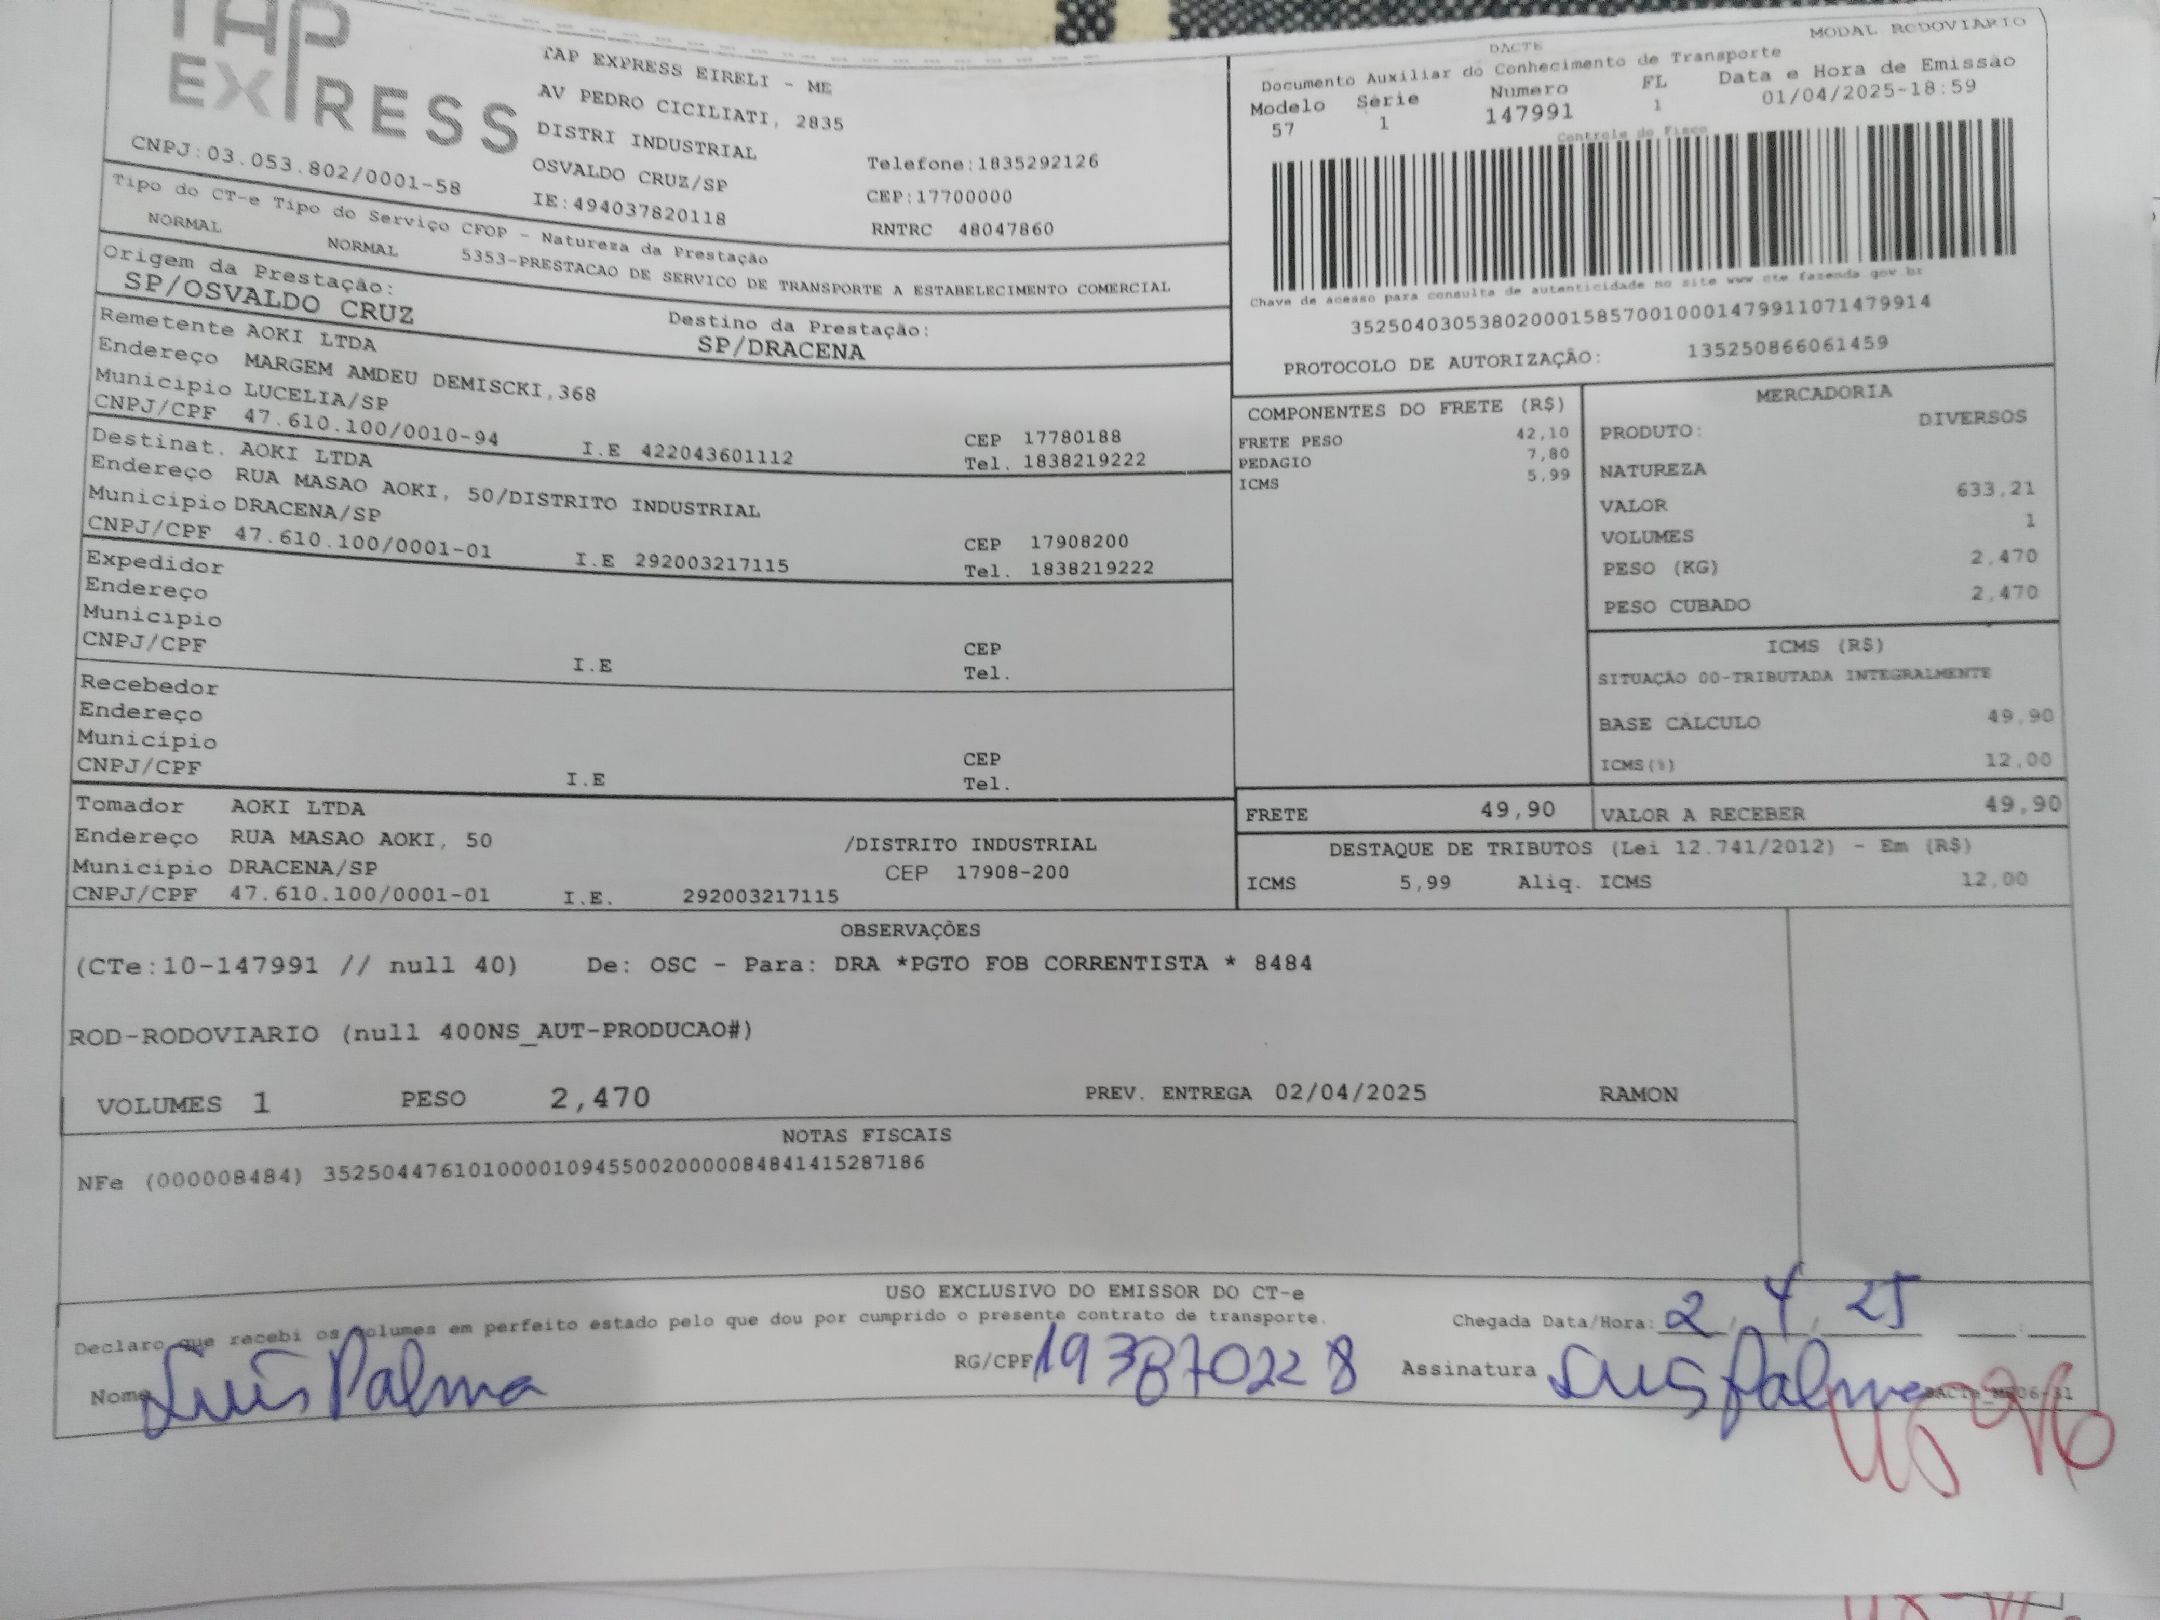 TAP
EXPRESS
CNPJ:03.053.802/0001-58
TAP EXPRESS EIRELI - ME
AV PEDRO CICILIATI, 2835
DISTRI INDUSTRIAL
OSVALDO CRUZ/SP
IE:494037820118
Telefone:1835292126
CEP:17700000
RNTRC 48047860
MODAL RODOVIARIO
DACTE
Documento Auxiliar do Conhecimento de Transporte
Modelo Série Número FL Data e Hora de Emissão
57 1 147991 1 01/04/2025-18:59
Controle do Fisco
Chave de acesso para consulta de autenticidade no site www cte fazenda gov.br
35250403053802000158570010001479911071479914
PROTOCOLO DE AUTORIZAÇÃO: 135250866061459
Tipo do CT-e Tipo do Serviço CFOP - Natureza da Prestação
NORMAL NORMAL 5353-PRESTACAO DE SERVICO DE TRANSPORTE A ESTABELECIMENTO COMERCIAL
Origem da Prestação: Destino da Prestação:
SP/OSVALDO CRUZ SP/DRACENA
Remetente AOKI LTDA
Endereço MARGEM AMDEU DEMISCKI,368
Município LUCELIA/SP CEP 17780188
CNPJ/CPF 47.610.100/0010-94 I.E 422043601112 Tel. 1838219222
Destinat. AOKI LTDA
Endereço RUA MASAO AOKI, 50/DISTRITO INDUSTRIAL
Município DRACENA/SP CEP 17908200
CNPJ/CPF 47.610.100/0001-01 I.E 292003217115 Tel. 1838219222
Expedidor
Endereço
Município CEP
CNPJ/CPF I.E Tel.
Recebedor
Endereço
Município CEP
CNPJ/CPF I.E Tel.
Tomador AOKI LTDA
Endereço RUA MASAO AOKI, 50 /DISTRITO INDUSTRIAL
Município DRACENA/SP CEP 17908-200
CNPJ/CPF 47.610.100/0001-01 I.E. 292003217115
COMPONENTES DO FRETE (R$)
FRETE PESO 42,10
PEDAGIO 7,80
ICMS 5,99
MERCADORIA
PRODUTO: DIVERSOS
NATUREZA
VALOR 633,21
VOLUMES 1
PESO (KG) 2,470
PESO CUBADO 2,470
ICMS (R$)
SITUAÇÃO 00-TRIBUTADA INTEGRALMENTE
BASE CÁLCULO 49,90
ICMS(%) 12,00
FRETE 49,90 VALOR A RECEBER 49,90
DESTAQUE DE TRIBUTOS (Lei 12.741/2012) - Em (R$)
ICMS 5,99 Aliq. ICMS 12,00
OBSERVAÇÕES
(CTe:10-147991 // null 40) De: OSC - Para: DRA *PGTO FOB CORRENTISTA * 8484
ROD-RODOVIARIO (null 400NS_AUT-PRODUCAO#)
VOLUMES 1 PESO 2,470 PREV. ENTREGA 02/04/2025 RAMON
NOTAS FISCAIS
NFe (000008484) 35250447610100001094550020000084841415287186
USO EXCLUSIVO DO EMISSOR DO CT-e
Declaro que recebi os volumes em perfeito estado pelo que dou por cumprido o presente contrato de transporte.
Chegada Data/Hora: 2 / 4 / 25
Nome Luis Palma RG/CPF 193870228 Assinatura Luis Palma